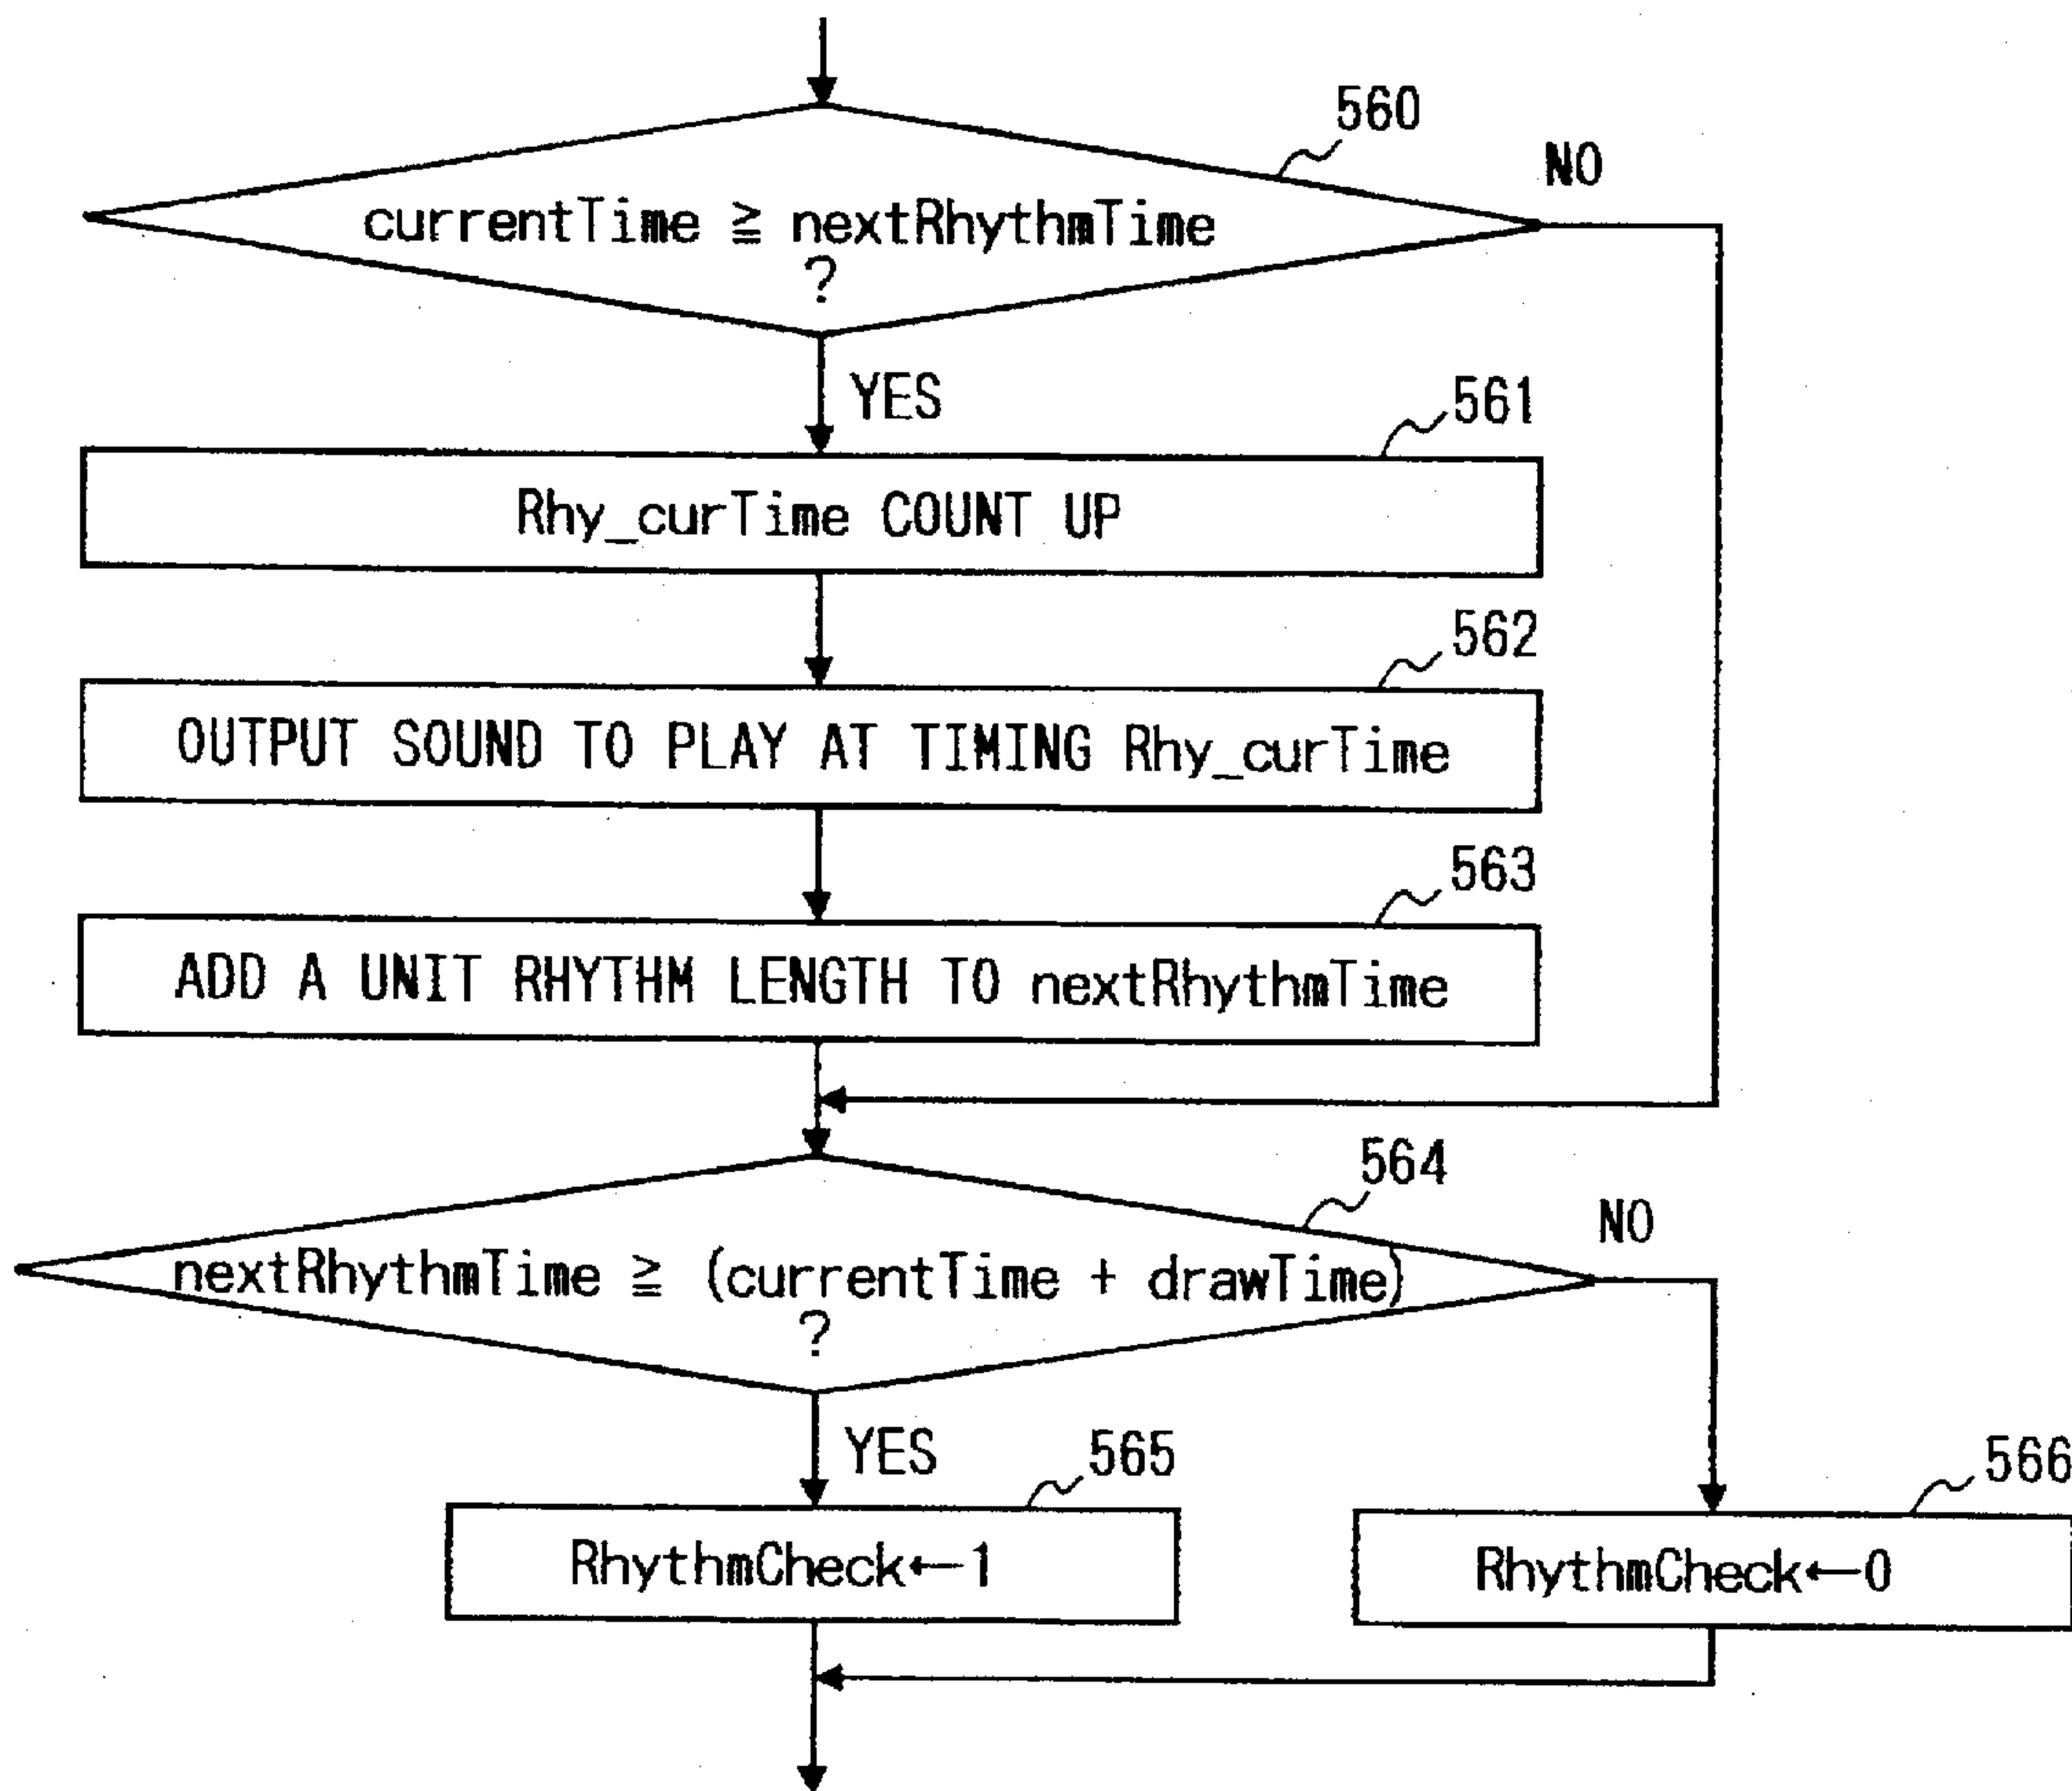 560
NO
currentTime ≧ nextRhythmTime
?
YES
561
Rhy_curTime COUNT UP
562
OUTPUT SOUND TO PLAY AT TIMING Rhy_curTime
563
ADD A UNIT RHYTHM LENGTH TO nextRhythmTime
564
NO
nextRhythmTime ≧ (currentTime + drawTime)
?
YES
565
566
RhythmCheck←1
RhythmCheck←0